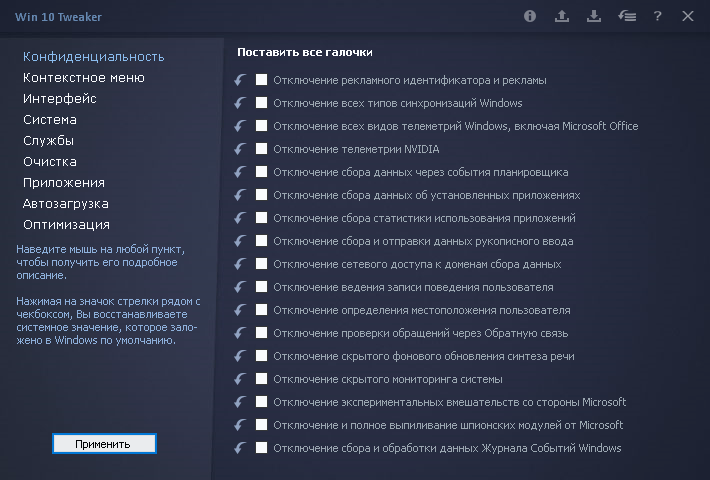 Win 10 Tweaker
?
Конфиденциальность
Контекстное меню
Интерфейс
Система
Службы
Очистка
Приложения
Автозагрузка
Оптимизация
Наведите мышь на любой пункт,
чтобы получить его подробное
описание.
Нажимая на значок стрелки рядом с
чекбоксом, Вы восстанавливаете
системное значение, которое зало-
жено в Windows по умолчанию.
Применить
Поставить все галочки
Отключение рекламного идентификатора и рекламы
Отключение всех типов синхронизаций Windows
Отключение всех видов телеметрий Windows, включая Microsoft Office
Отключение телеметрии NVIDIA
Отключение сбора данных через события планировщика
Отключение сбора данных об установленных приложениях
Отключение сбора статистики использования приложений
Отключение сбора и отправки данных рукописного ввода
Отключение сетевого доступа к доменам сбора данных
Отключение ведения записи поведения пользователя
Отключение определения местоположения пользователя
Отключение проверки обращений через Обратную связь
Отключение скрытого фонового обновления синтеза речи
Отключение скрытого мониторинга системы
Отключение экспериментальных вмешательств со стороны Microsoft
Отключение и полное выпиливание шпионских модулей от Microsoft
Отключение сбора и обработки данных Журнала Событий Windows